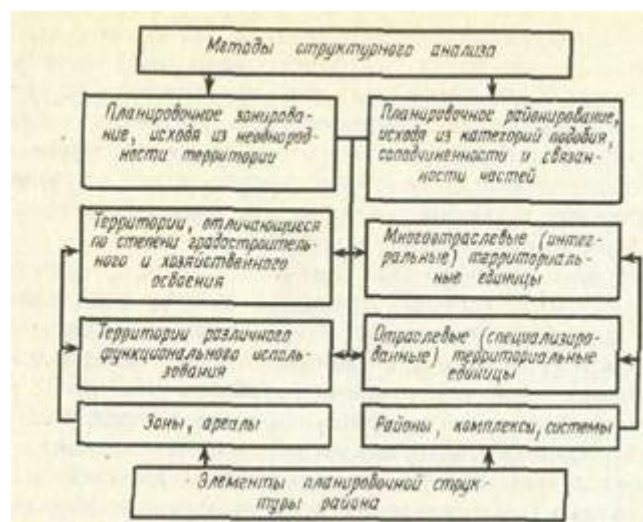 Методы структурного анализа
Планировочное зонирова-
ние, исходя из неоднород-
ности территории
Планировочное районирование,
исходя из категорий подобия,
соподчиненности и связан-
ности частей
Территории, отличающиеся
по степени градостроитель-
ного и хозяйственного
освоения
Многоотраслевые (интег-
ральные) территориаль-
ные единицы
Территории различного
функционального исполь-
зования
Отраслевые (специализиро-
ванные) территориальные
единицы
Зоны, ареалы
Районы, комплексы, системы
Элементы планировочной струк-
туры района